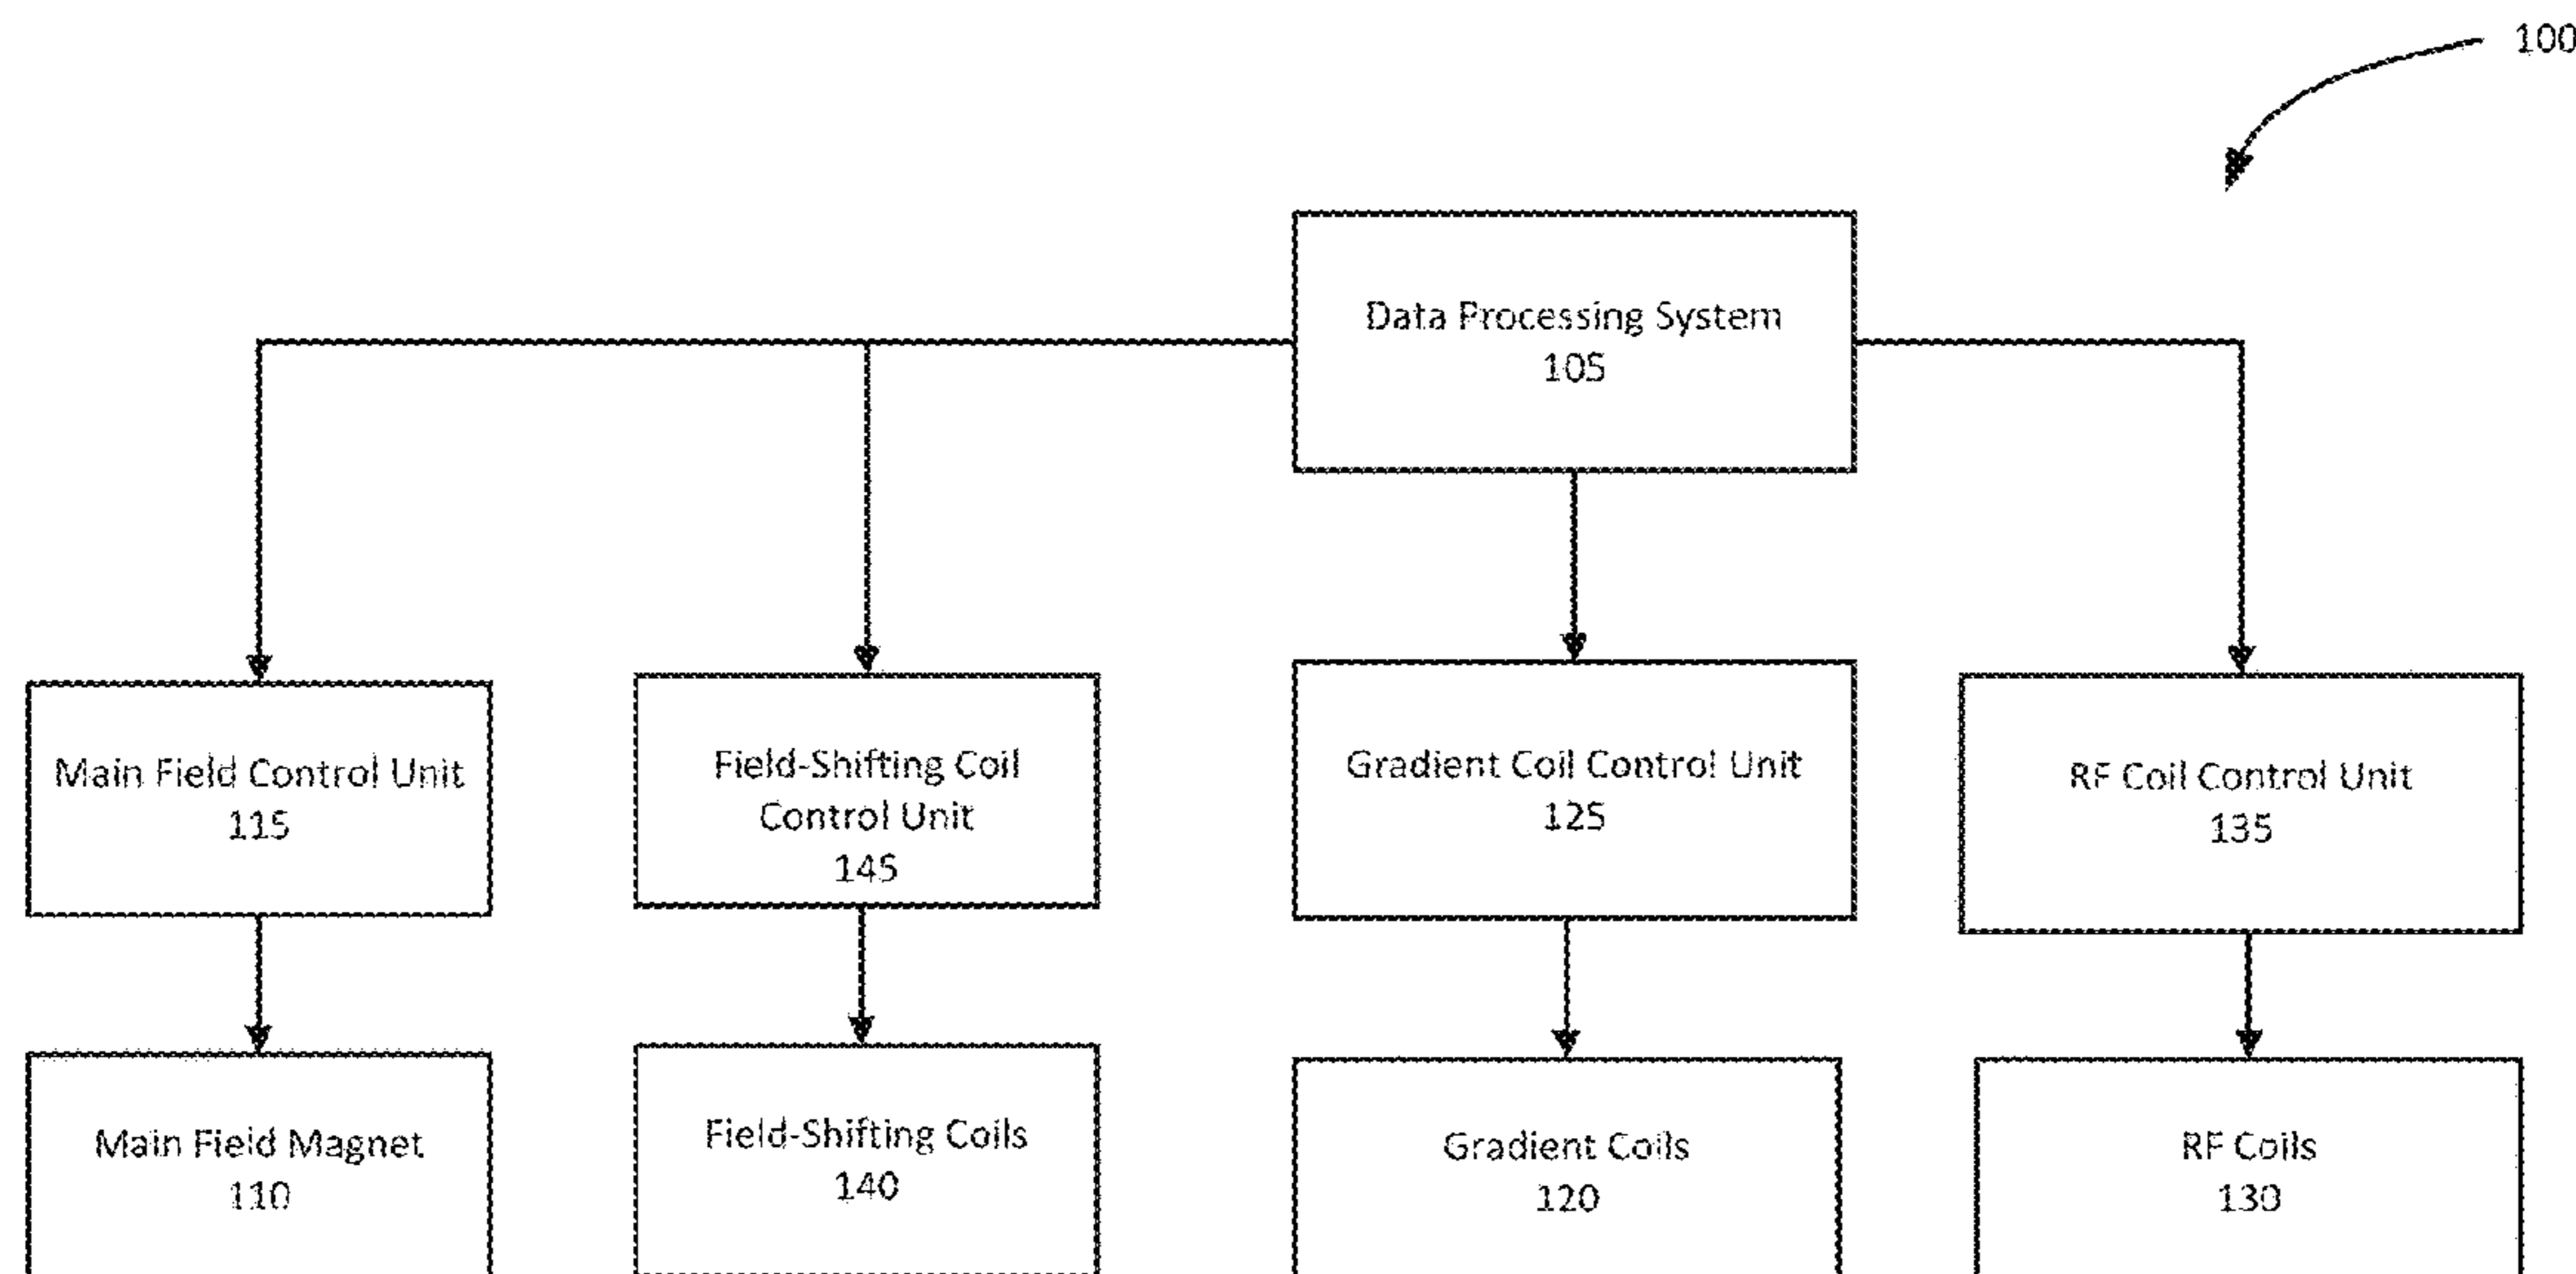 100
Data Processing System
105
Main Field Control Unit
115
Field-Shifting Coil
Control Unit
145
Gradient Coil Control Unit
125
RF Coil Control Unit
135
Main Field Magnet
110
Field-Shifting Coils
140
Gradient Coils
120
RF Coils
130